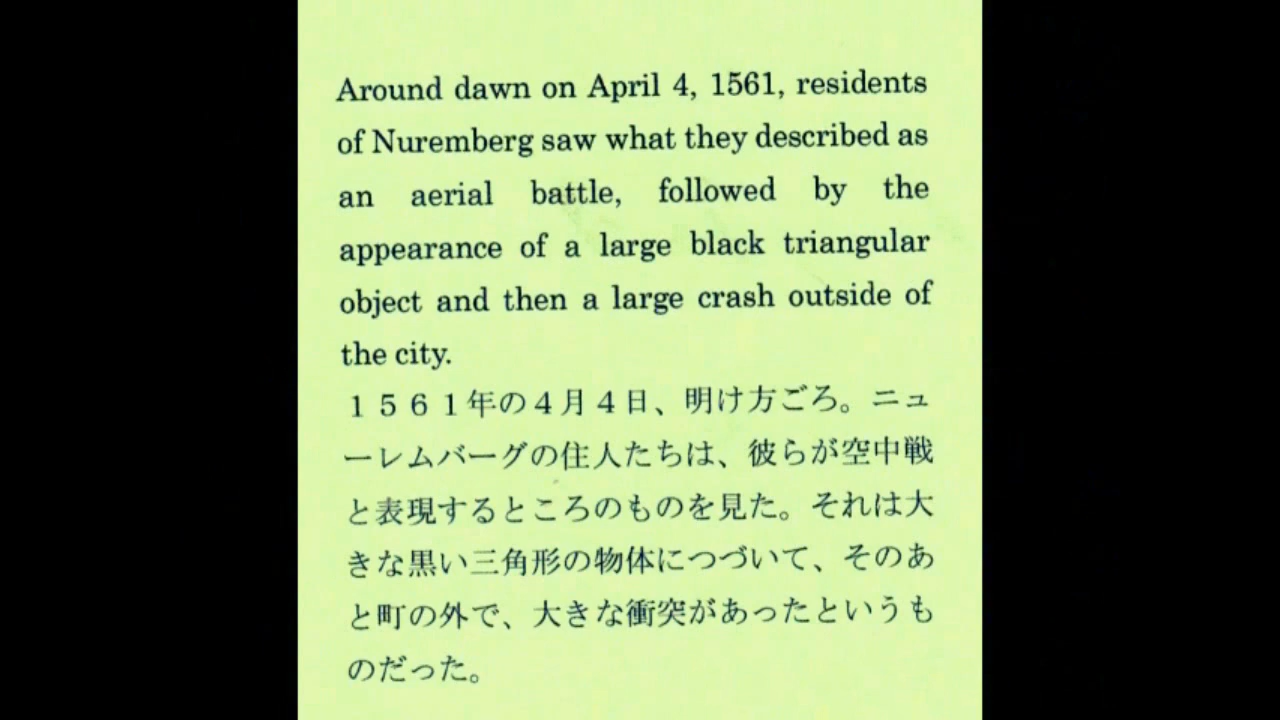 Around dawn on April 4, 1561, residents
of Nuremberg saw what they described as
an aerial battle, followed by the
appearance of a large black triangular
object and then a large crash outside of
the city.
１５６１年の４月４日、明け方ごろ。ニュ
ーレムバーグの住人たちは、彼らが空中戦
と表現するところのものを見た。それは大
きな黒い三角形の物体につづいて、そのあ
と町の外で、大きな衝突があったというも
のだった。